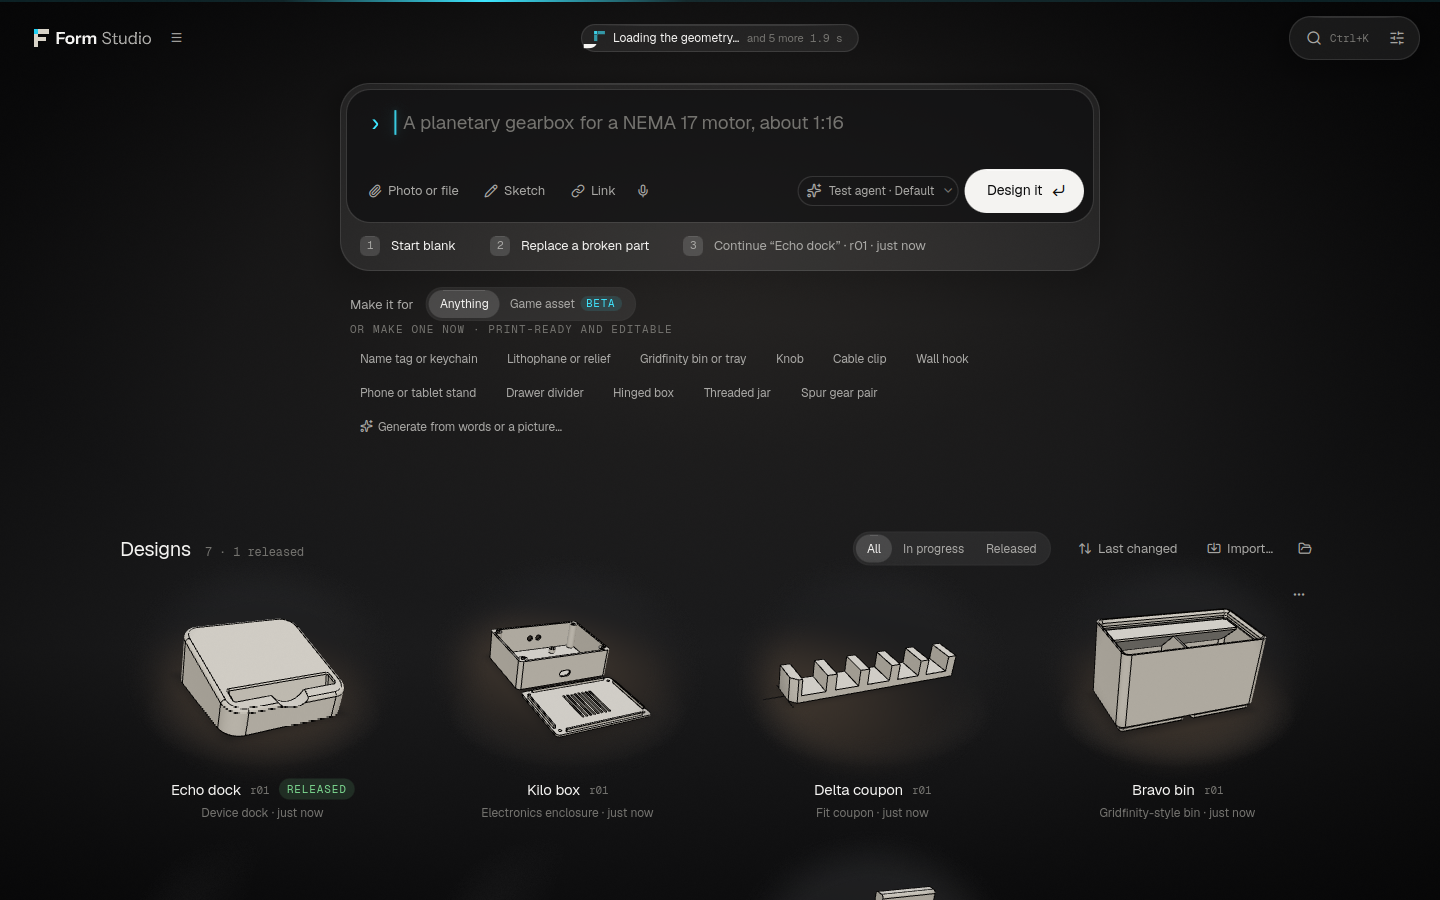 Form Studio
Loading the geometry... and 5 more 1.9 s
Ctrl+K
A planetary gearbox for a NEMA 17 motor, about 1:16
Photo or file Sketch Link Test agent · Default Design it
1 Start blank 2 Replace a broken part 3 Continue “Echo dock” · r01 · just now
Make it for Anything Game asset BETA
OR MAKE ONE NOW · PRINT-READY AND EDITABLE
Name tag or keychain Lithophane or relief Gridfinity bin or tray Knob Cable clip Wall hook
Phone or tablet stand Drawer divider Hinged box Threaded jar Spur gear pair
Generate from words or a picture...
Designs 7 · 1 released All In progress Released Last changed Import...
Echo dock r01 RELEASED Kilo box r01 Delta coupon r01 Bravo bin r01
Device dock · just now Electronics enclosure · just now Fit coupon · just now Gridfinity-style bin · just now